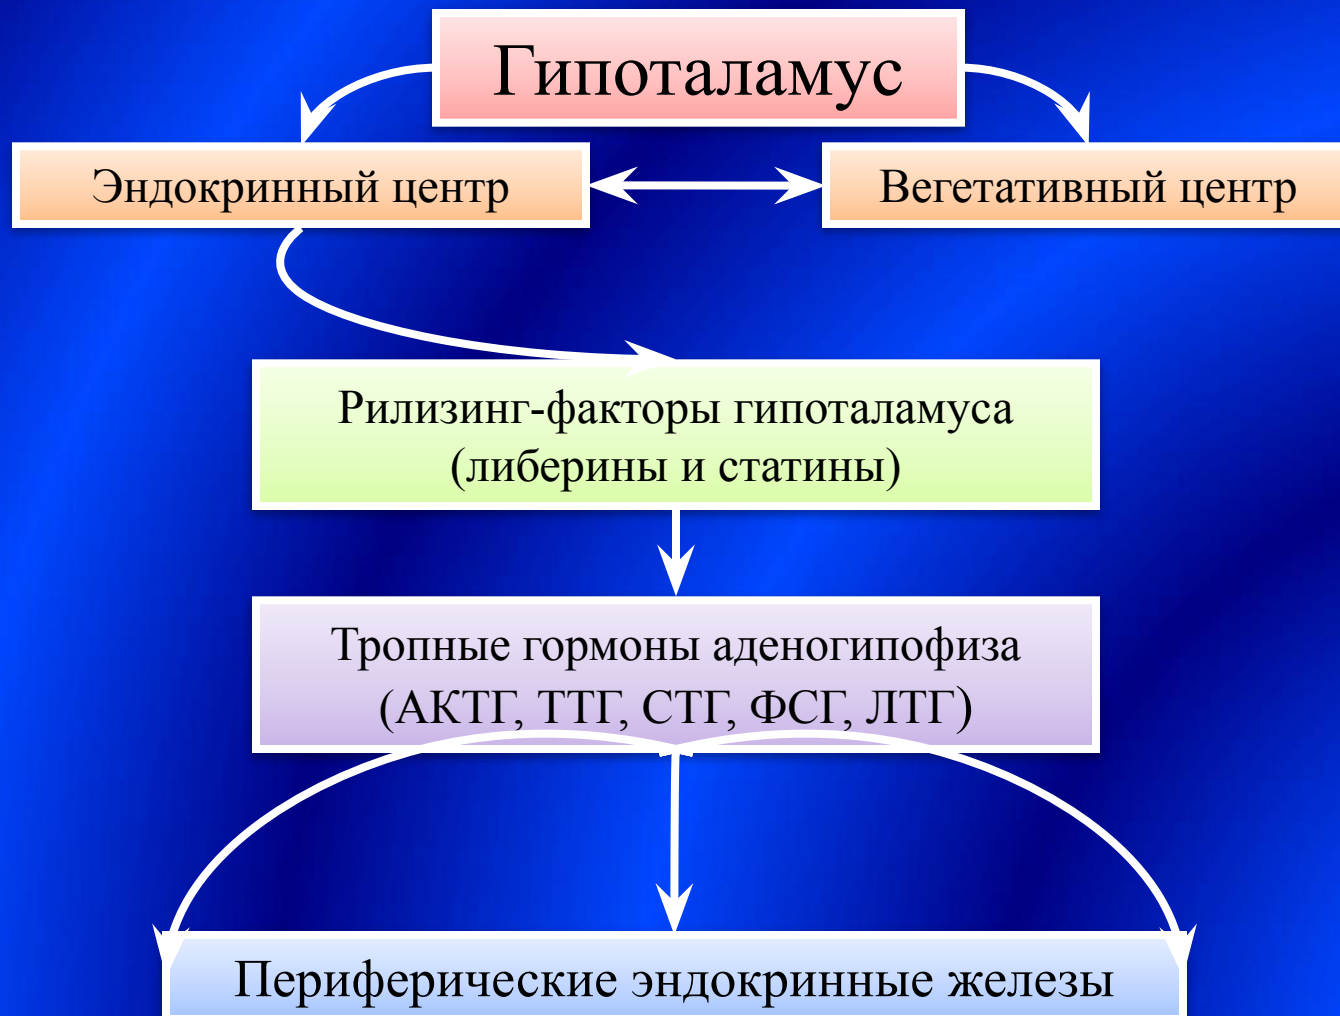 Гипоталамус
Эндокринный центр
Вегетативный центр
Рилизинг-факторы гипоталамуса
(либерины и статины)
Тропные гормоны аденогипофиза
(АКТГ, ТТГ, СТГ, ФСГ, ЛТГ)
Периферические эндокринные железы